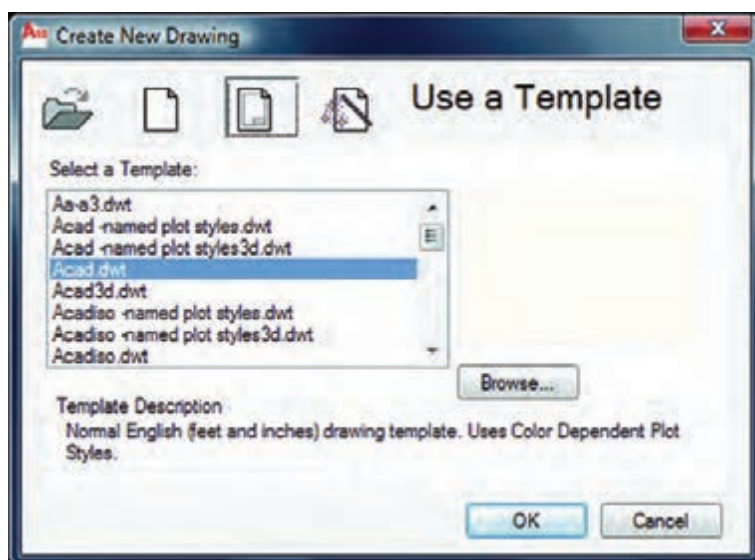 Create New Drawing
Use a Template
Select a Template:
Aa-a3.dwt
Acad -named plot styles.dwt
Acad -named plot styles3d.dwt
Acad.dwt
Acad3d.dwt
Acadiso -named plot styles.dwt
Acadiso -named plot styles3d.dwt
Acadiso.dwt
Browse...
Template Description
Normal English (feet and inches) drawing template. Uses Color Dependent Plot
Styles.
OK
Cancel